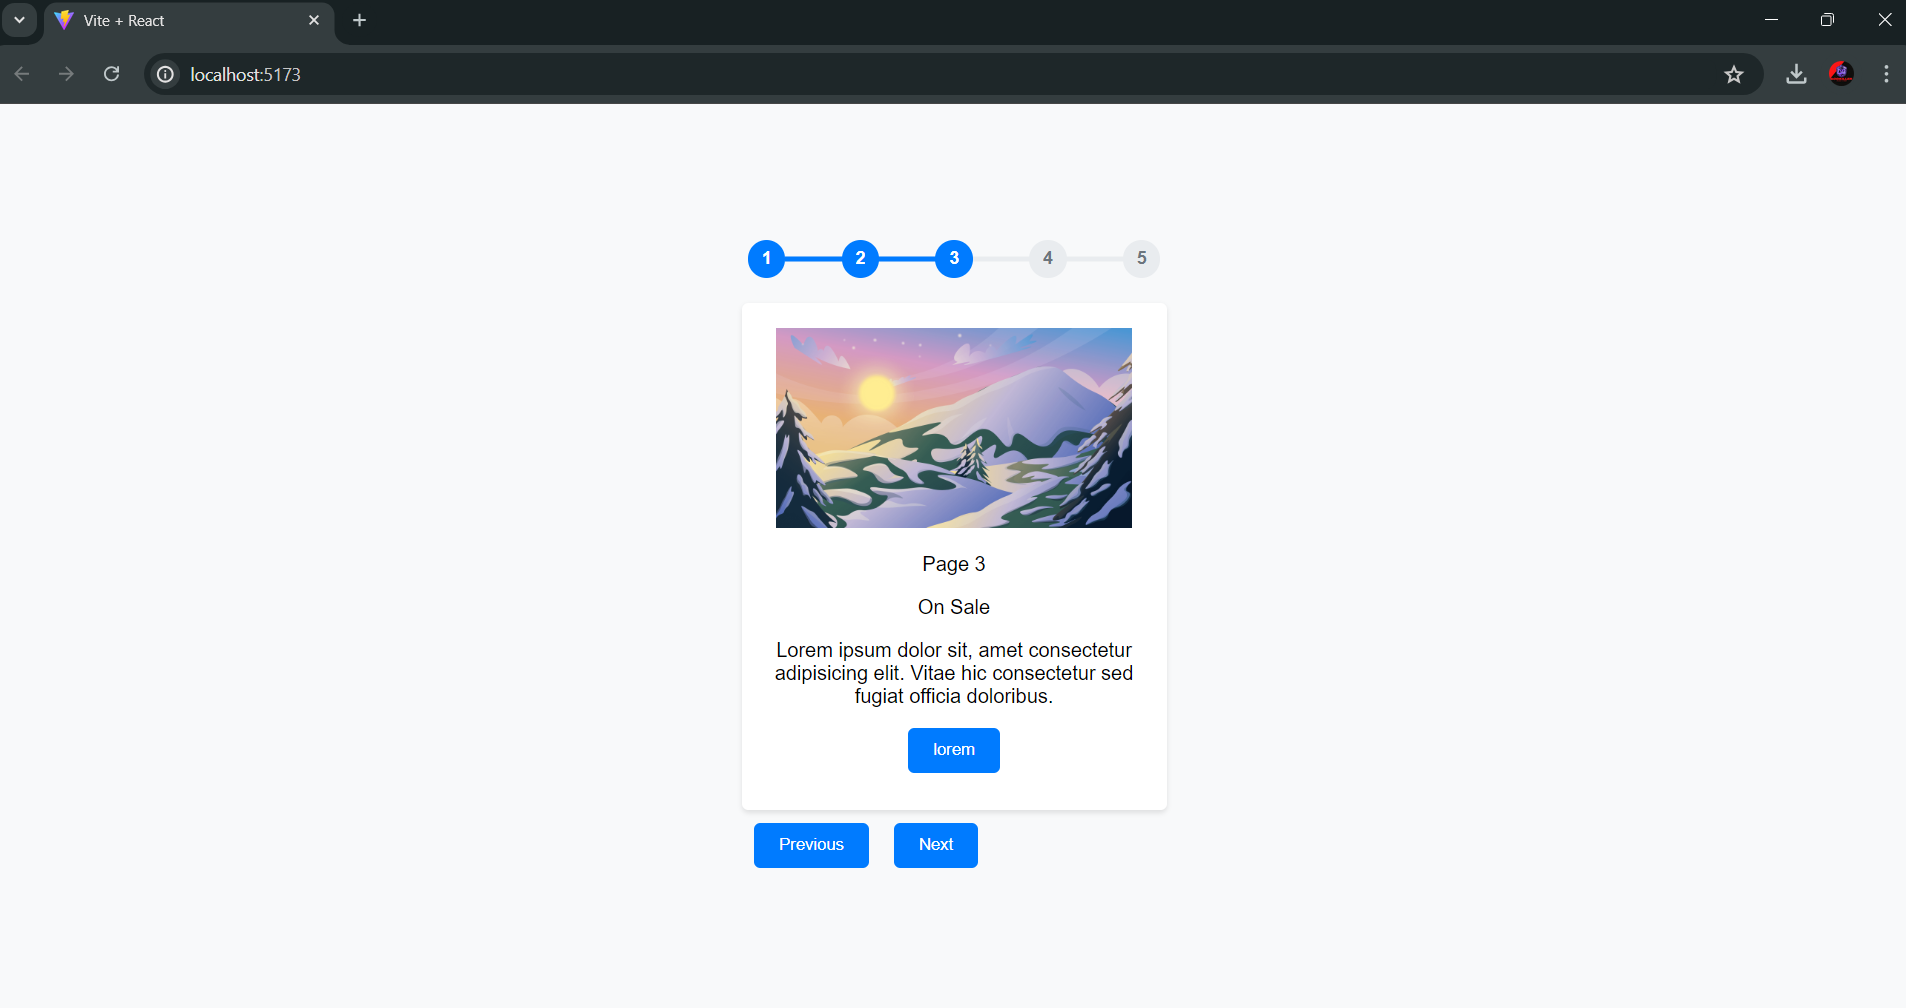 Vite + React
localhost:5173
1 2 3 4 5
Page 3
On Sale
Lorem ipsum dolor sit, amet consectetur
adipisicing elit. Vitae hic consectetur sed
fugiat officia doloribus.
lorem
Previous Next